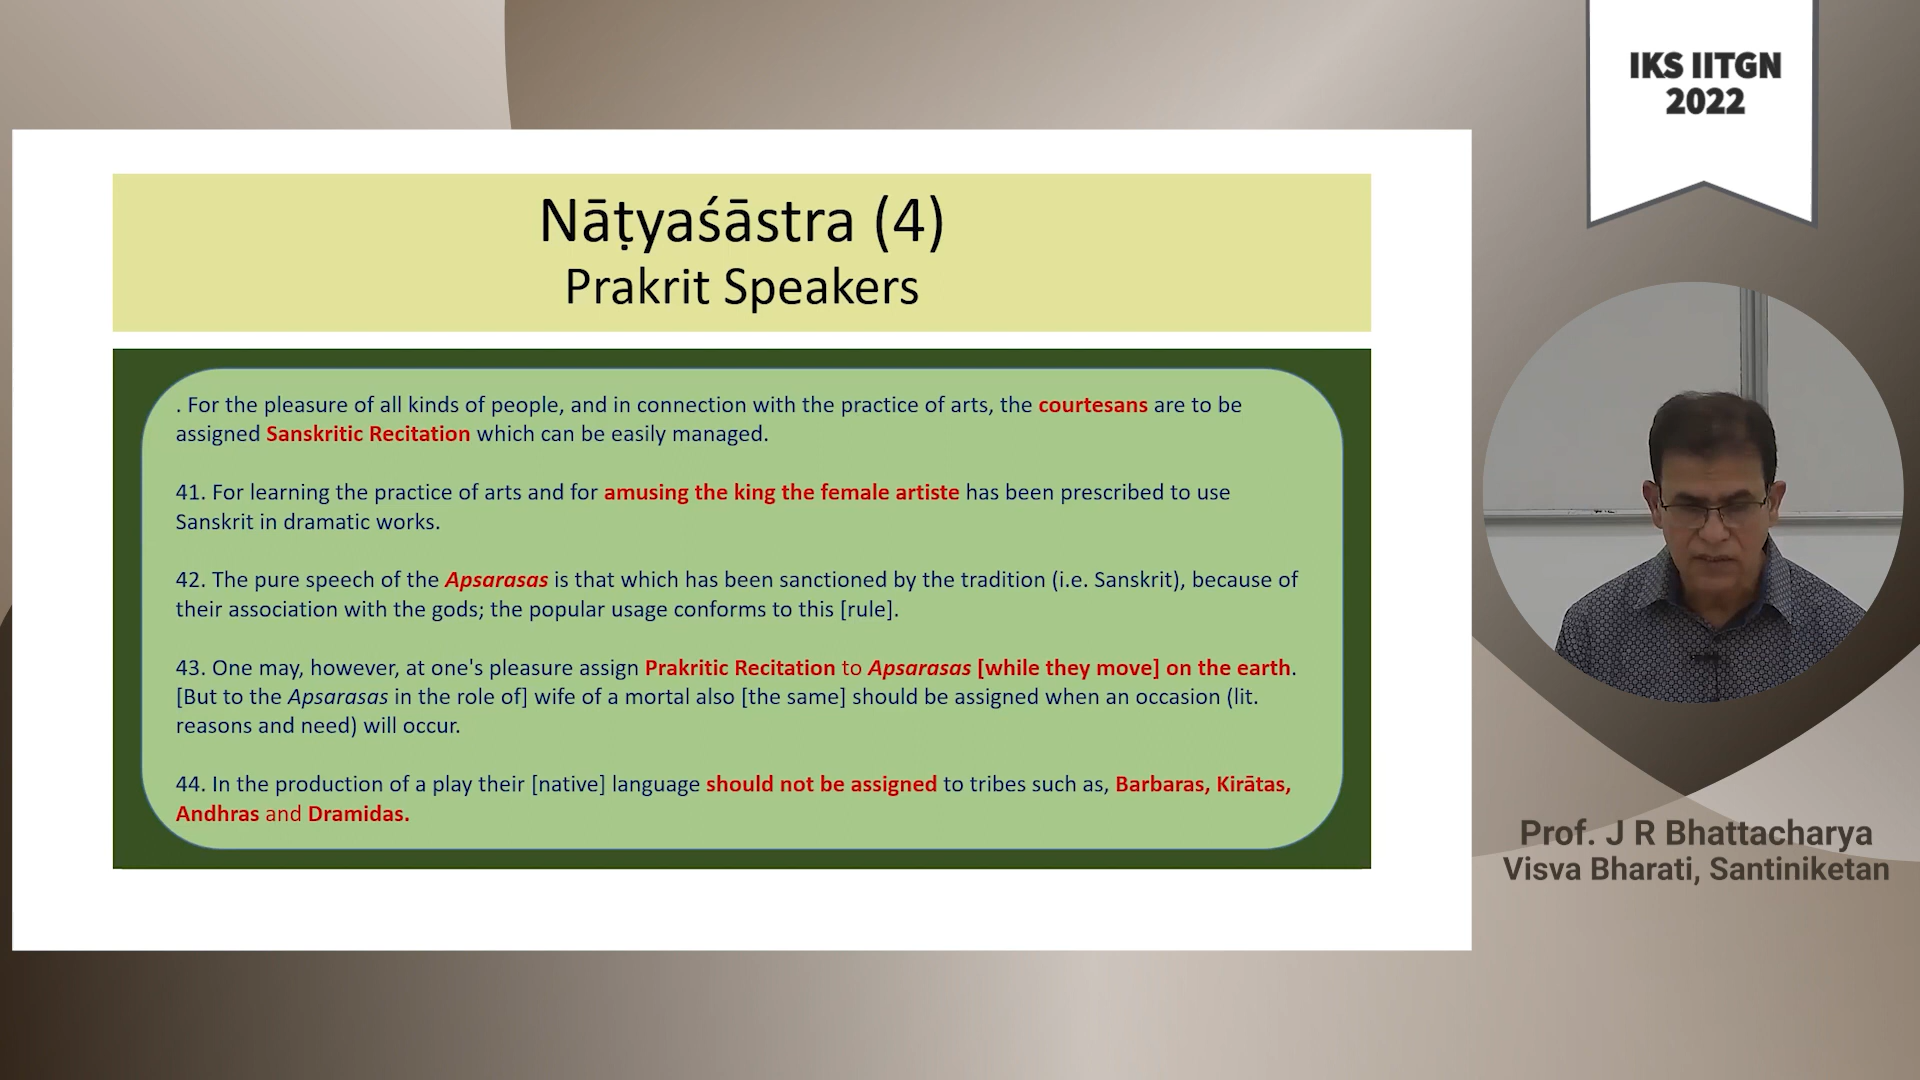 IKS IITGN
2022
Nāṭyaśāstra (4)
Prakrit Speakers
. For the pleasure of all kinds of people, and in connection with the practice of arts, the courtesans are to be
assigned Sanskritic Recitation which can be easily managed.
41. For learning the practice of arts and for amusing the king the female artiste has been prescribed to use
Sanskrit in dramatic works.
42. The pure speech of the Apsarasas is that which has been sanctioned by the tradition (i.e. Sanskrit), because of
their association with the gods; the popular usage conforms to this [rule].
43. One may, however, at one's pleasure assign Prakritic Recitation to Apsarasas [while they move] on the earth.
[But to the Apsarasas in the role of] wife of a mortal also [the same] should be assigned when an occasion (lit.
reasons and need) will occur.
44. In the production of a play their [native] language should not be assigned to tribes such as, Barbaras, Kirātas,
Andhras and Dramidas.
Prof. J R Bhattacharya
Visva Bharati, Santiniketan